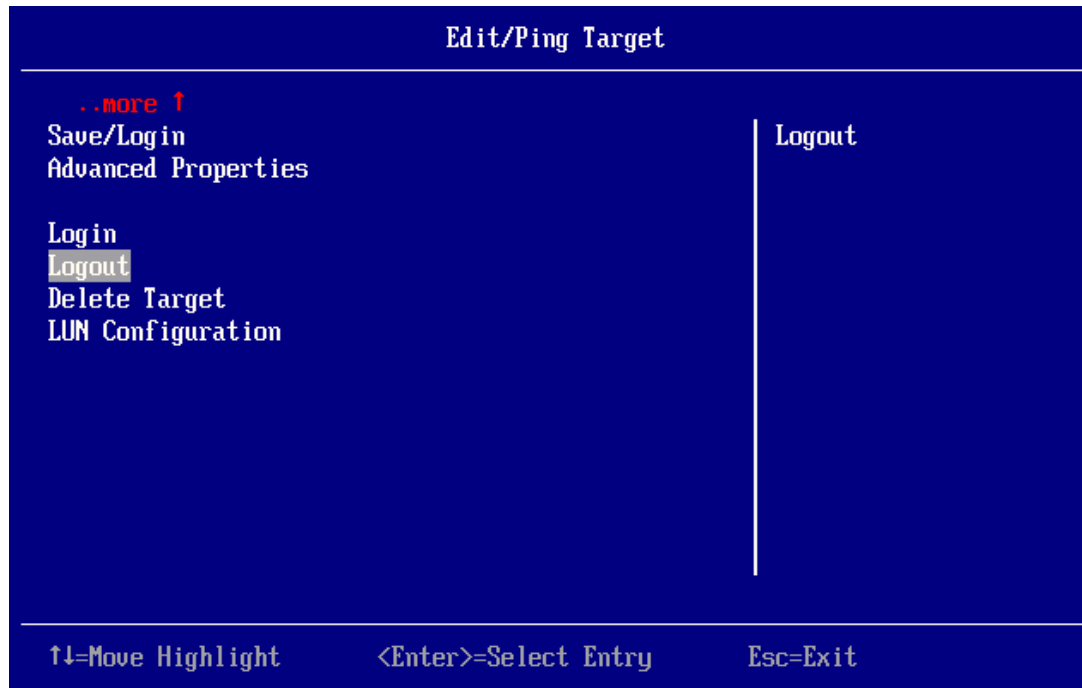 Edit/Ping Target
..more ↑
Save/Login
Advanced Properties
Login
Logout
Delete Target
LUN Configuration
Logout
↑↓=Move Highlight <Enter>=Select Entry Esc=Exit